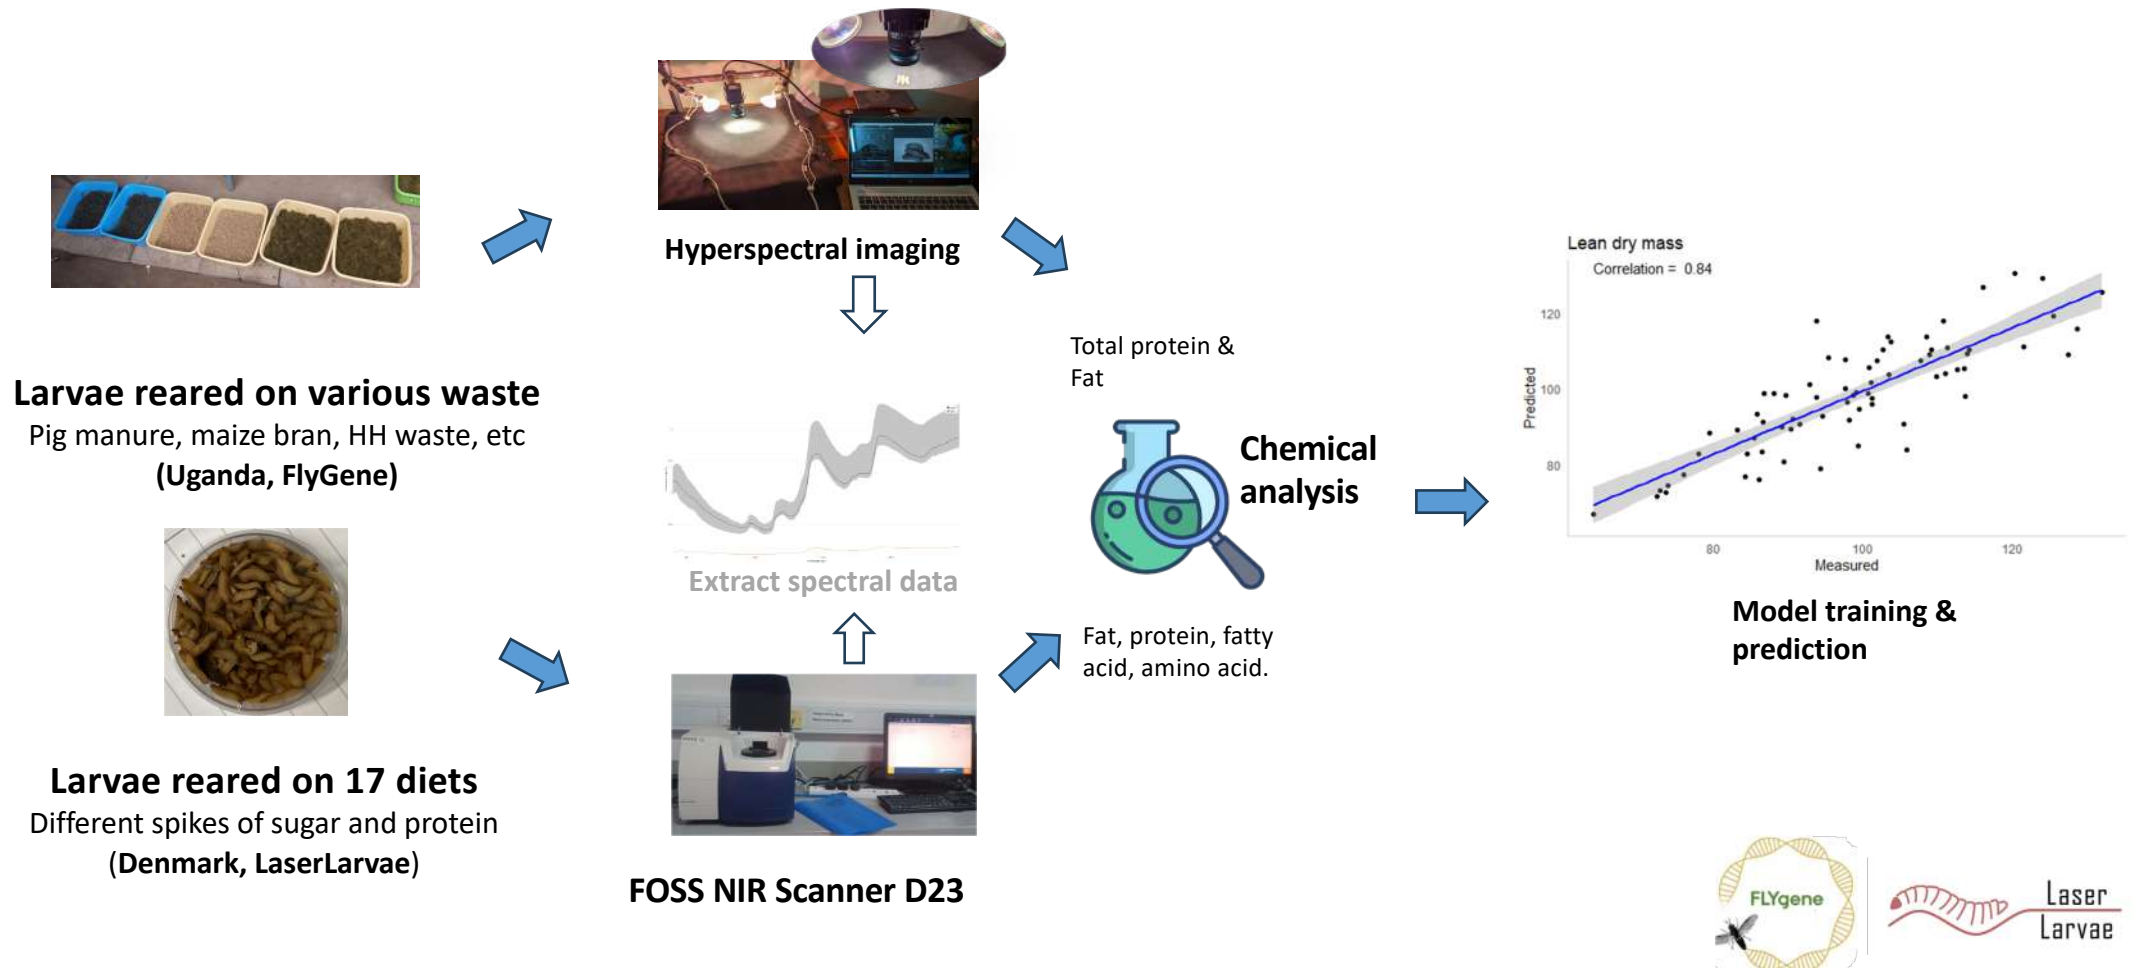 Hyperspectral imaging
Larvae reared on various waste
Pig manure, maize bran, HH waste, etc
(Uganda, FlyGene)
Larvae reared on 17 diets
Different spikes of sugar and protein
(Denmark, LaserLarvae)
Extract spectral data
FOSS NIR Scanner D23
Total protein &
Fat
Chemical
analysis
Fat, protein, fatty
acid, amino acid.
Lean dry mass
Correlation = 0.84
120
100
80
Predicted
80
100
120
Measured
Model training &
prediction
FLYgene
Laser
Larvae